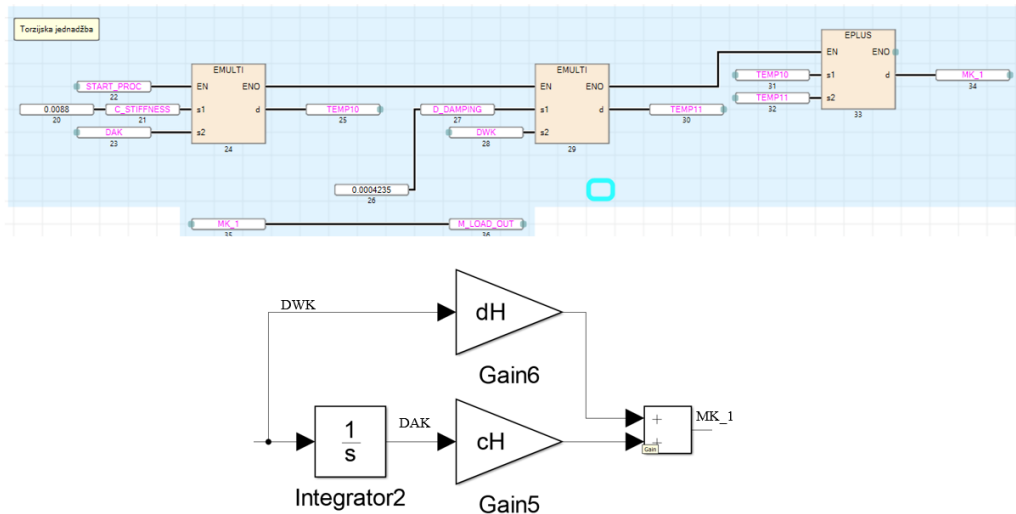 Torzijska jednadžba
EMULTI
EN ENO
s1 d
s2
24
START_PROC
22
0.0088
20
C_STIFFNESS
21
DAK
23
TEMP10
25
D_DAMPING
27
DWK
28
0.0004235
26
EMULTI
EN ENO
s1 d
s2
29
TEMP11
30
EPLUS
EN ENO
s1 d
s2
33
TEMP10
31
TEMP11
32
MK_1
34
MK_1
35
M_LOAD_OUT
36
DWK
dH
Gain6
1
s
Integrator2
DAK
cH
Gain5
+
+
Gain
MK_1